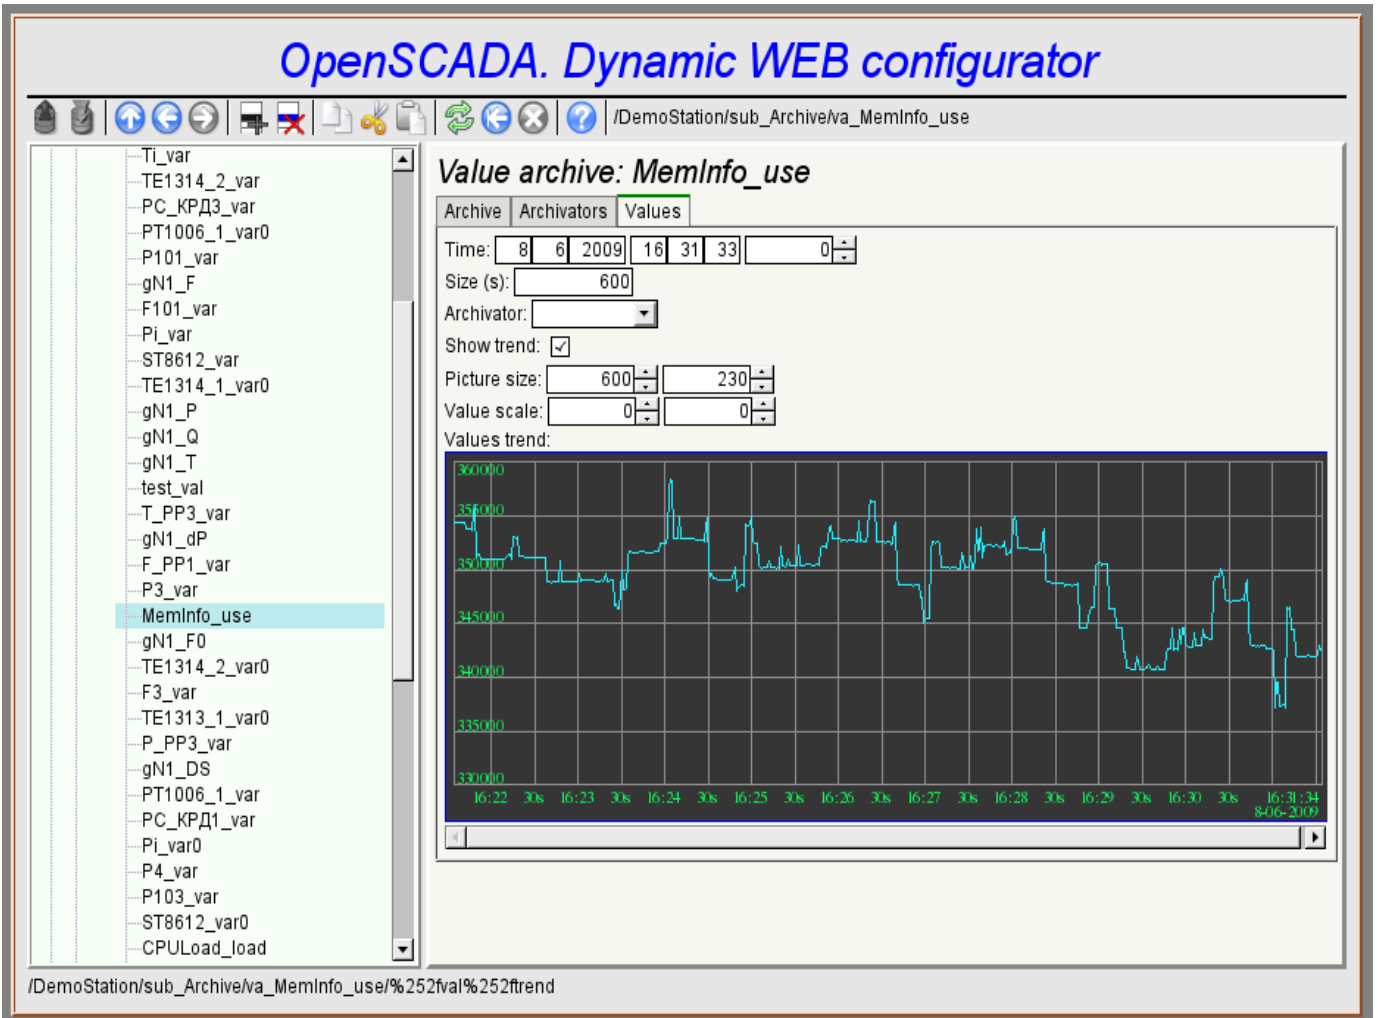 OpenSCADA. Dynamic WEB configurator
/DemoStation/sub_Archive/va_MemInfo_use
Ti_var
TE1314_2_var
PC_КРД3_var
PT1006_1_var0
P101_var
gN1_F
F101_var
Pi_var
ST8612_var
TE1314_1_var0
gN1_P
gN1_Q
gN1_T
test_val
T_PP3_var
gN1_dP
F_PP1_var
P3_var
MemInfo_use
gN1_F0
TE1314_2_var0
F3_var
TE1313_1_var0
P_PP3_var
gN1_DS
PT1006_1_var
PC_КРД1_var
Pi_var0
P4_var
P103_var
ST8612_var0
CPULoad_load
Value archive: MemInfo_use
Archive Archivators Values
Time: 8 6 2009 16 31 33 0
Size (s): 600
Archivator:
Show trend:
Picture size: 600 230
Value scale: 0 0
Values trend:
360000
355000
350000
345000
340000
335000
330000
16:22 30s 16:23 30s 16:24 30s 16:25 30s 16:26 30s 16:27 30s 16:28 30s 16:29 30s 16:30 30s 16:31:34
8-06-2009
/DemoStation/sub_Archive/va_MemInfo_use/%252fval%252ftrend